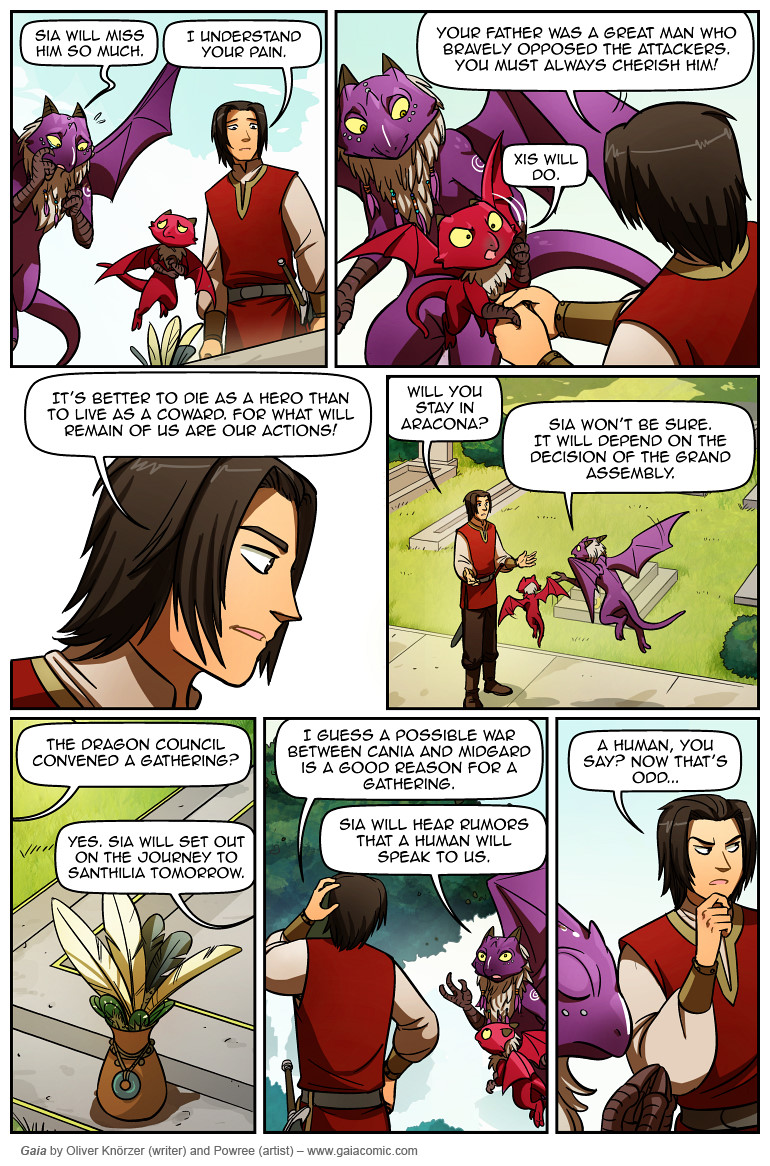 SIA WILL MISS
HIM SO MUCH.
I UNDERSTAND
YOUR PAIN.
YOUR FATHER WAS A GREAT MAN WHO
BRAVELY OPPOSED THE ATTACKERS.
YOU MUST ALWAYS CHERISH HIM!
XIS WILL
DO.
IT'S BETTER TO DIE AS A HERO THAN
TO LIVE AS A COWARD. FOR WHAT WILL
REMAIN OF US ARE OUR ACTIONS!
WILL YOU
STAY IN
ARACONA?
SIA WON'T BE SURE.
IT WILL DEPEND ON THE
DECISION OF THE GRAND
ASSEMBLY.
THE DRAGON COUNCIL
CONVENED A GATHERING?
YES. SIA WILL SET OUT
ON THE JOURNEY TO
SANTHILIA TOMORROW.
I GUESS A POSSIBLE WAR
BETWEEN CANIA AND MIDGARD
IS A GOOD REASON FOR A
GATHERING.
SIA WILL HEAR RUMORS
THAT A HUMAN WILL
SPEAK TO US.
A HUMAN, YOU
SAY? NOW THAT'S
ODD...
Gaia by Oliver Knörzer (writer) and Powree (artist) – www.gaiacomic.com